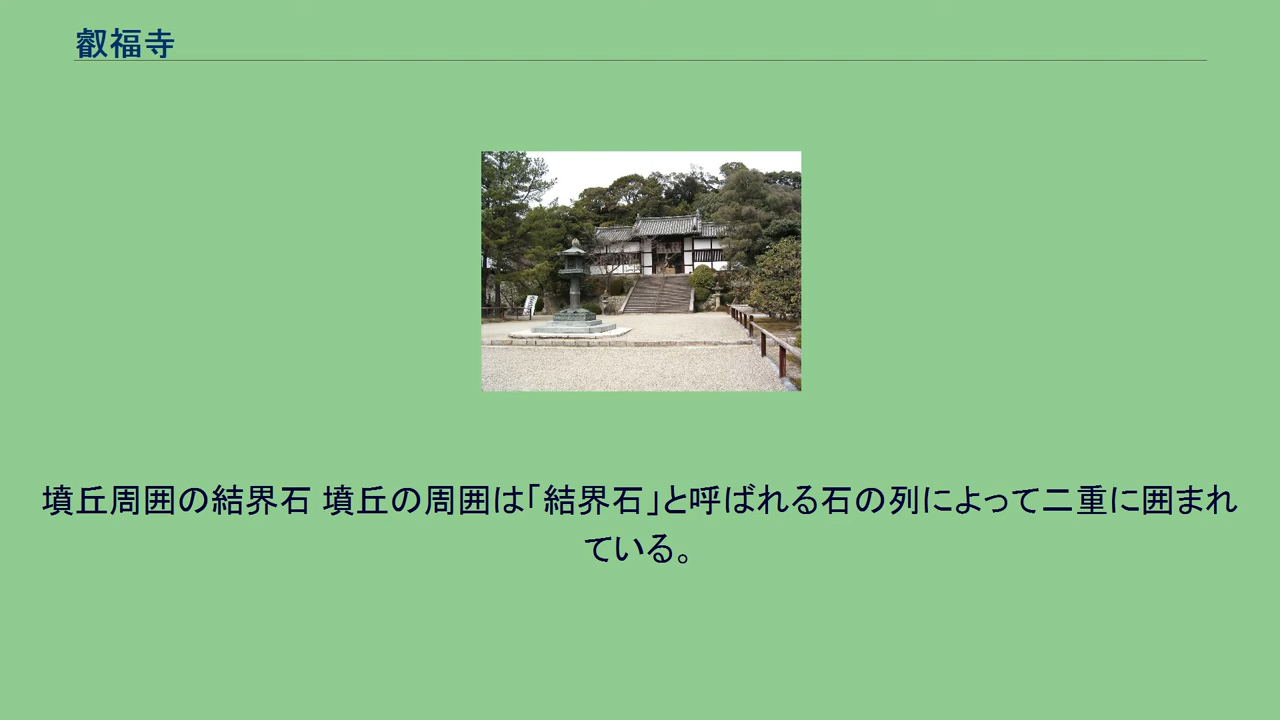 叡福寺
墳丘周囲の結界石 墳丘の周囲は「結界石」と呼ばれる石の列によって二重に囲まれ
ている。